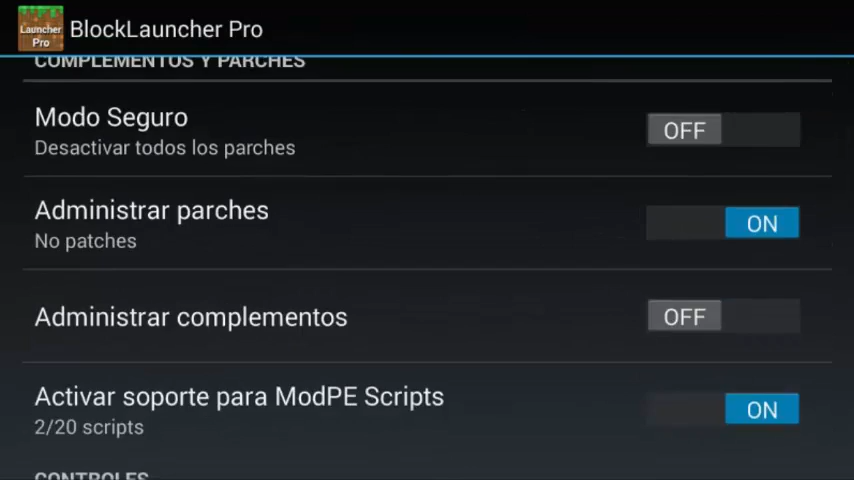 Launcher
Pro
BlockLauncher Pro
COMPLEMENTOS Y PARCHES
Modo Seguro
OFF
Desactivar todos los parches
Administrar parches
ON
No patches
Administrar complementos
OFF
Activar soporte para ModPE Scripts
ON
2/20 scripts
CONTROLES